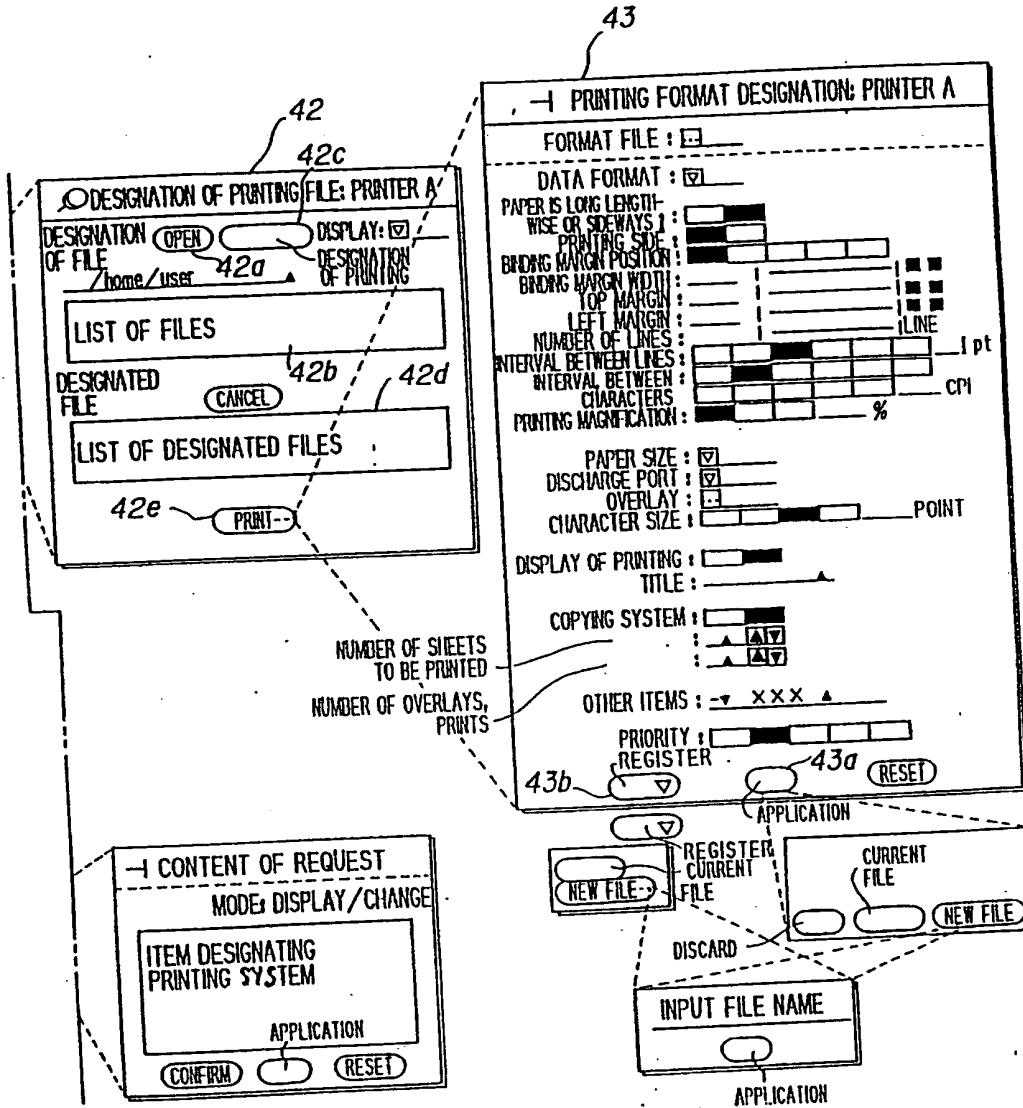 43
PRINTING FORMAT DESIGNATION: PRINTER A
FORMAT FILE :
DATA FORMAT :
PAPER IS LONG LENGTH-
WISE OR SIDEWAYS :
PRINTING SIDE :
BINDING MARGIN POSITION :
BINDING MARGIN WIDTH :
TOP MARGIN :
LEFT MARGIN :
NUMBER OF LINES :
LINE
INTERVAL BETWEEN LINES :
1 pt
INTERVAL BETWEEN
CHARACTERS
CPI
PRINTING MAGNIFICATION :
%
PAPER SIZE :
DISCHARGE PORT :
OVERLAY :
CHARACTER SIZE :
POINT
DISPLAY OF PRINTING :
TITLE :
COPYING SYSTEM :
NUMBER OF SHEETS
TO BE PRINTED
:
NUMBER OF OVERLAYS,
PRINTS
:
OTHER ITEMS :
XXX
PRIORITY :
REGISTER
43b
43a
RESET
APPLICATION
42
42c
DESIGNATION OF PRINTING FILE: PRINTER A
DESIGNATION
OF FILE
OPEN
DISPLAY:
42a
DESIGNATION
OF PRINTING
/home/user
LIST OF FILES
42b
42d
DESIGNATED
FILE
CANCEL
LIST OF DESIGNATED FILES
42e
PRINT--
REGISTER
CURRENT
FILE
NEW FILE--
CURRENT
FILE
NEW FILE
DISCARD
INPUT FILE NAME
APPLICATION
CONTENT OF REQUEST
MODE: DISPLAY/CHANGE
ITEM DESIGNATING
PRINTING SYSTEM
APPLICATION
CONFIRM
RESET